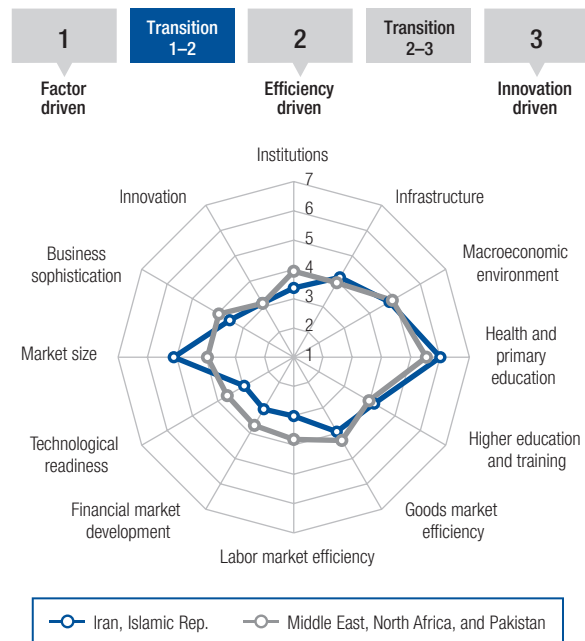 1
Transition
1–2
2
Transition
2–3
3
Factor
driven
Efficiency
driven
Innovation
driven
Institutions
Infrastructure
Macroeconomic
environment
Health and
primary
education
Higher education
and training
Goods market
efficiency
Labor market efficiency
Financial market
development
Technological
readiness
Market size
Business
sophistication
Innovation
7
6
5
4
3
2
1
Iran, Islamic Rep.
Middle East, North Africa, and Pakistan